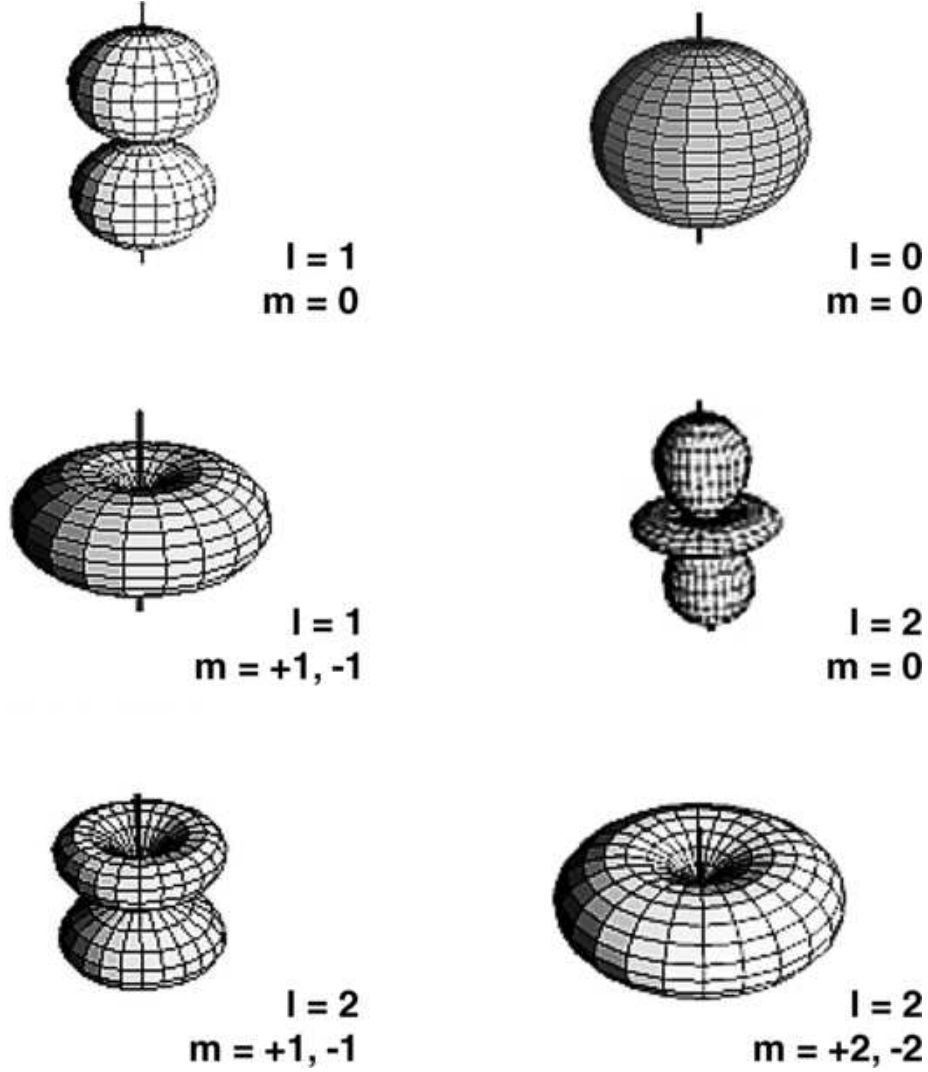 l = 1
m = 0
l = 0
m = 0
l = 1
m = +1, -1
l = 2
m = 0
l = 2
m = +1, -1
l = 2
m = +2, -2